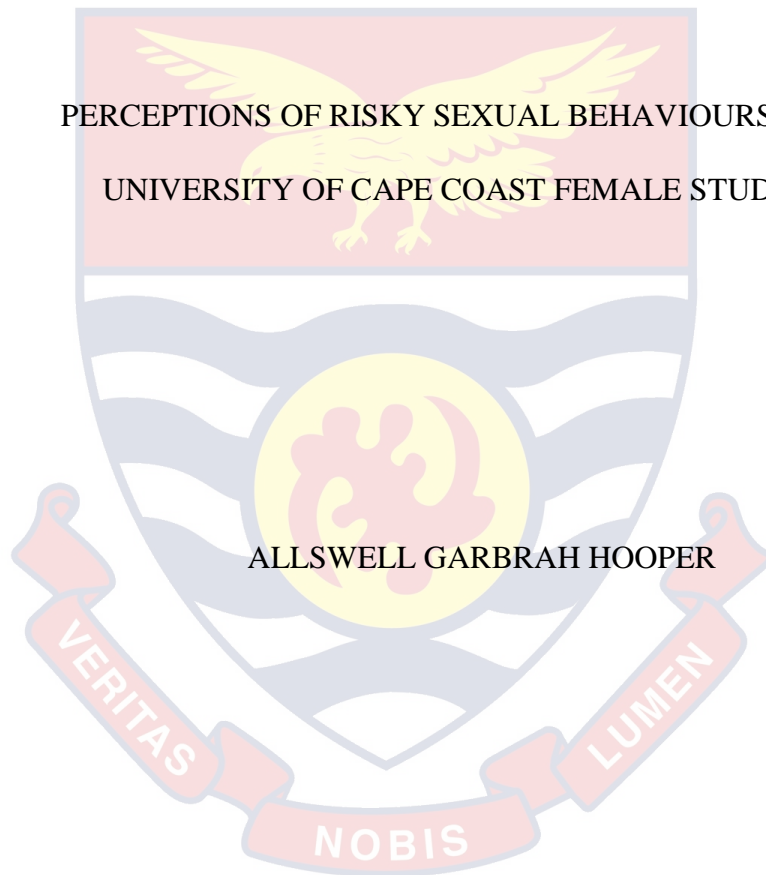 PERCEPTIONS OF RISKY SEXUAL BEHAVIOURS
UNIVERSITY OF CAPE COAST FEMALE STUD
ALLSWELL GARBRAH HOOPER
VERITAS
NOBIS
LUMEN